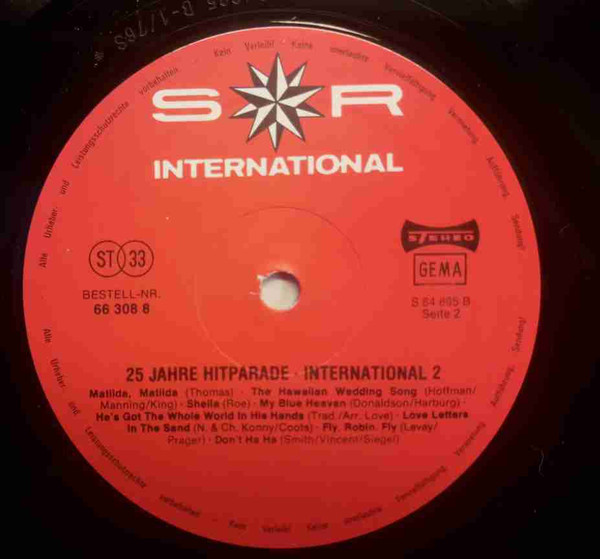 S R
INTERNATIONAL
STEREO
ST 33
GEMA
BESTELL-NR.
66 308 8
S 64 695 B
Seite 2
25 JAHRE HITPARADE · INTERNATIONAL 2
Matilda, Matilda (Thomas) · The Hawaiian Wedding Song (Hoffman/
Manning/King) · Sheila (Roe) · My Blue Heaven (Donaldson/Harburg) ·
He's Got The Whole World In His Hands (Trad./Arr. Love) · Love Letters
In The Sand (N. & Ch. Konny/Coots) · Fly, Robin, Fly (Levay/
Prager) · Don't Ha Ha (Smith/Vincent/Siegel)
Alle Urheber- und Leistungsschutzrechte vorbehalten · Kein Verleih! Keine unerlaubte Vervielfältigung, Vermietung, Aufführung, Sendung!
Alle Urheber- und Leistungsschutzrechte vorbehalten · Kein Verleih! Keine unerlaubte Vervielfältigung, Vermietung, Aufführung, Sendung!